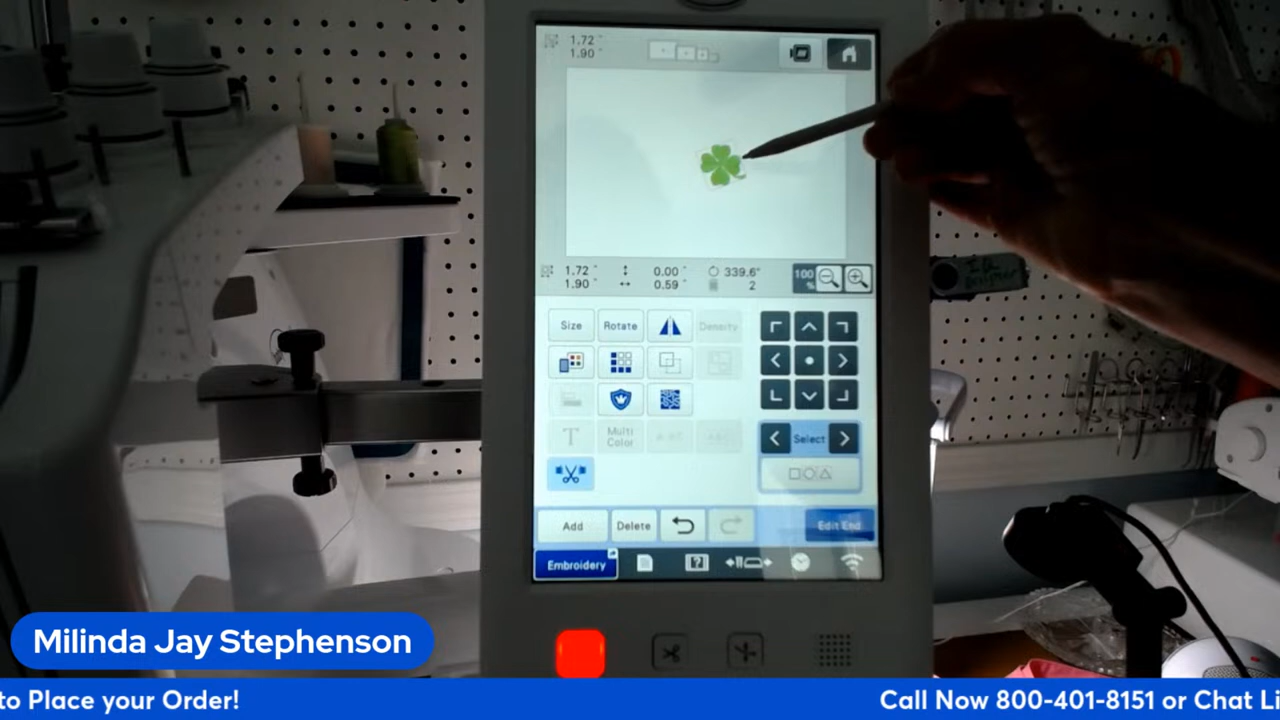 1.72 "
1.90 "
1.72 " 0.00 " 339.6°
1.90 " 0.59 " 2
100 %
Size Rotate Density
T Multi Color
Select
Add Delete Edit End
Embroidery
?
Milinda Jay Stephenson
to Place your Order!
Call Now 800-401-8151 or Chat Li